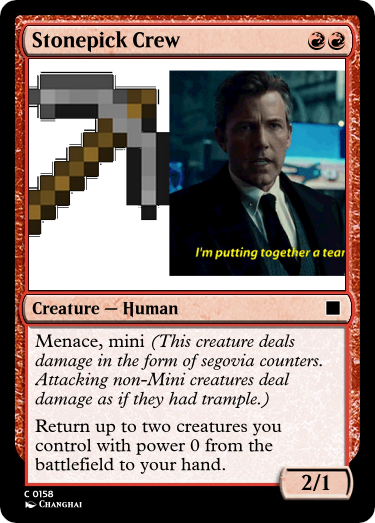 Stonepick Crew
I'm putting together a tear
Creature — Human
Menace, mini (This creature deals
damage in the form of segovia counters.
Attacking non-Mini creatures deal
damage as if they had trample.)
Return up to two creatures you
control with power 0 from the
battlefield to your hand.
2/1
C 0158
CHANGHAI